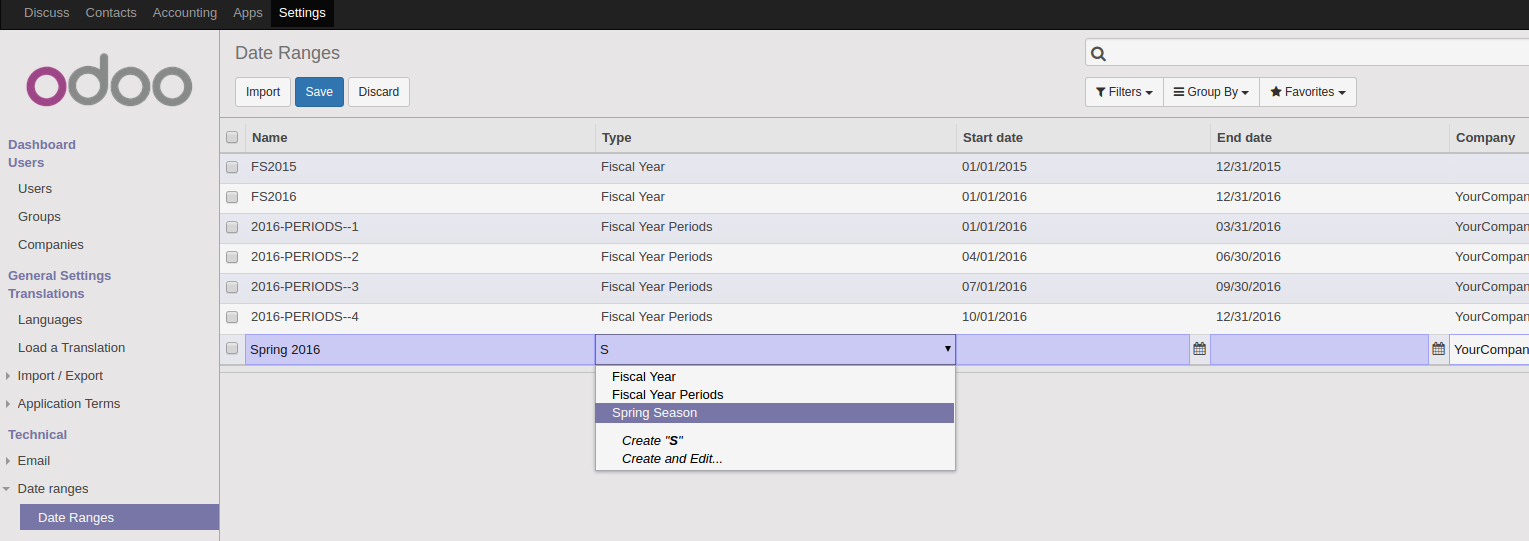 Discuss Contacts Accounting Apps Settings
odoo
Dashboard
Users
Users
Groups
Companies
General Settings
Translations
Languages
Load a Translation
Import / Export
Application Terms
Technical
Email
Date ranges
Date Ranges
Date Ranges
Import Save Discard
Filters Group By Favorites
Name Type Start date End date Company
FS2015 Fiscal Year 01/01/2015 12/31/2015
FS2016 Fiscal Year 01/01/2016 12/31/2016 YourCompan
2016-PERIODS--1 Fiscal Year Periods 01/01/2016 03/31/2016 YourCompan
2016-PERIODS--2 Fiscal Year Periods 04/01/2016 06/30/2016 YourCompan
2016-PERIODS--3 Fiscal Year Periods 07/01/2016 09/30/2016 YourCompan
2016-PERIODS--4 Fiscal Year Periods 10/01/2016 12/31/2016 YourCompan
Spring 2016 S YourCompan
Fiscal Year
Fiscal Year Periods
Spring Season
Create "S"
Create and Edit...